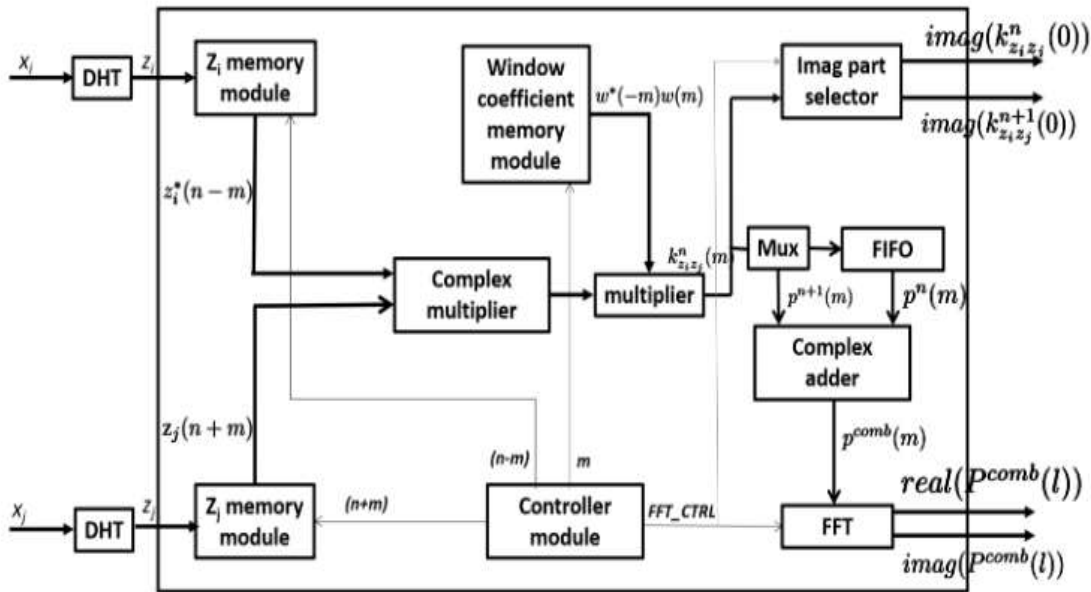 x_i
DHT
z_i
Z_i memory
module
Window
coefficient
memory
module
w*(-m)w(m)
Imag part
selector
imag(k^n_{z_i z_j}(0))
imag(k^{n+1}_{z_i z_j}(0))
z_i^*(n − m)
Complex
multiplier
multiplier
k^n_{z_i z_j}(m)
Mux
FIFO
p^{n+1}(m)
p^n(m)
Complex
adder
z_j(n + m)
p^{comb}(m)
(n-m)
m
x_j
DHT
z_j
Z_j memory
module
(n+m)
Controller
module
FFT_CTRL
FFT
real(P^{comb}(l))
imag(P^{comb}(l))